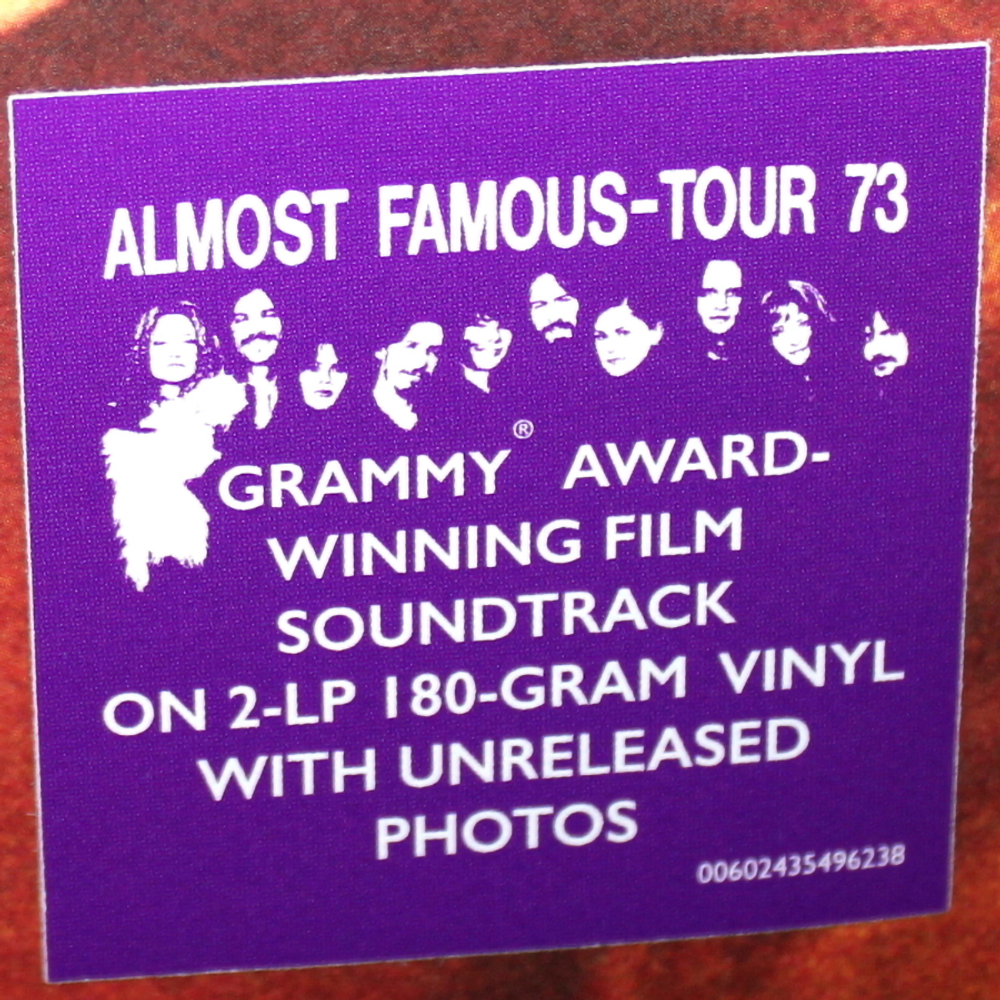 ALMOST FAMOUS-TOUR 73
GRAMMY® AWARD-
WINNING FILM
SOUNDTRACK
ON 2-LP 180-GRAM VINYL
WITH UNRELEASED
PHOTOS
00602435496238